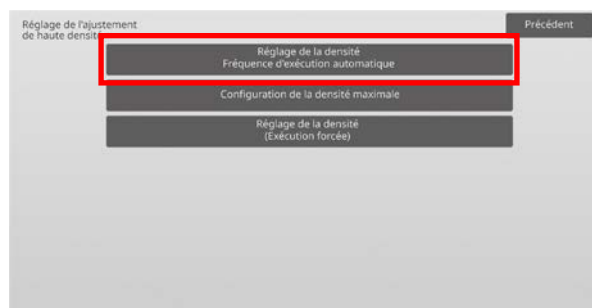 Réglage de l'ajustement
de haute densité
Précédent
Réglage de la densité
Fréquence d'exécution automatique
Configuration de la densité maximale
Réglage de la densité
(Exécution forcée)